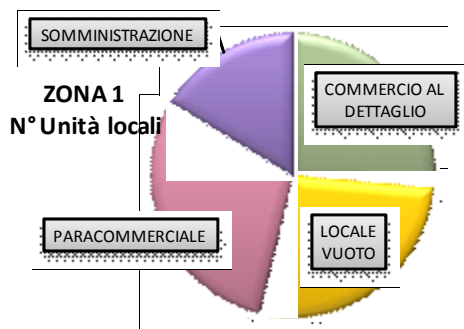 SOMMINISTRAZIONE
ZONA 1
N° Unità locali
COMMERCIO AL
DETTAGLIO
PARACOMMERCIALE
LOCALE
VUOTO